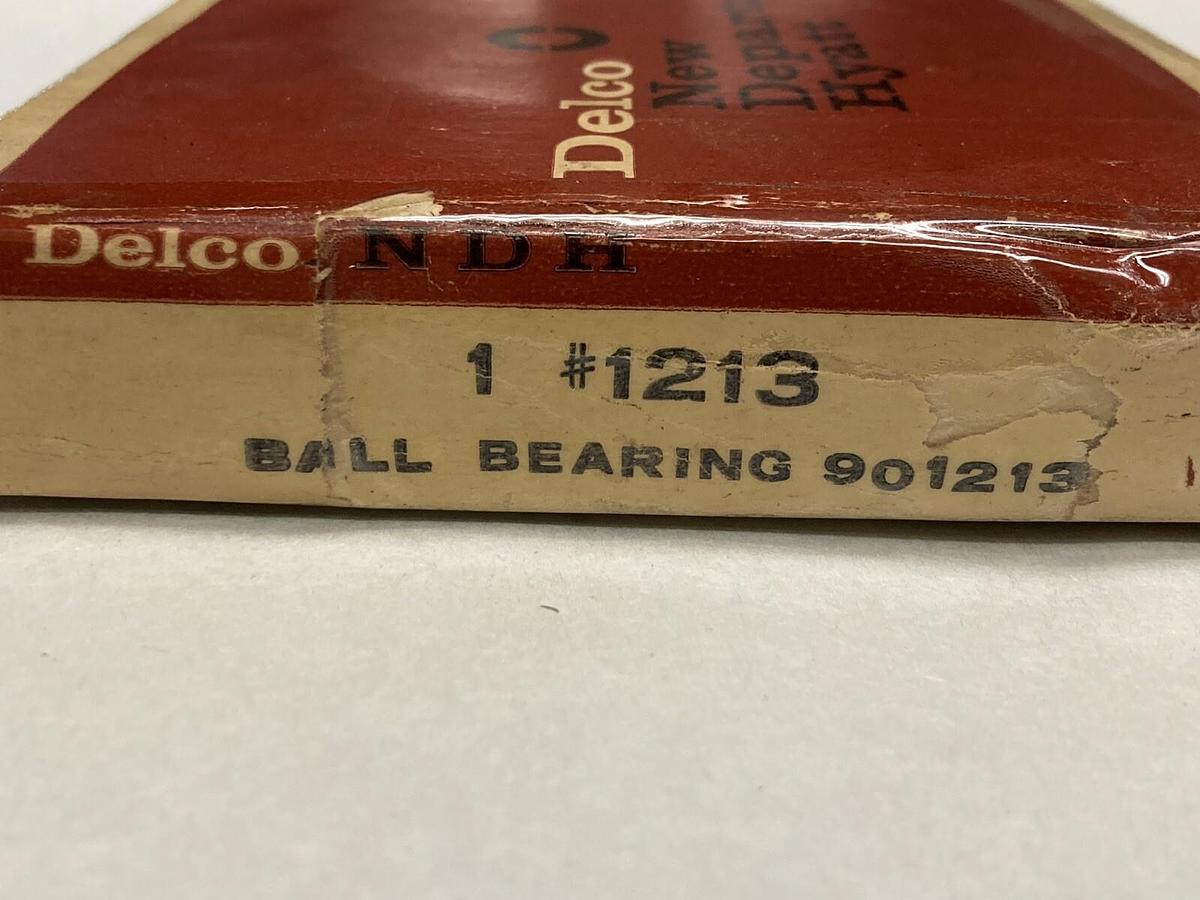 Delco
New
Departure
Hyatt
Delco NDH
1 #1213
BALL BEARING 901213